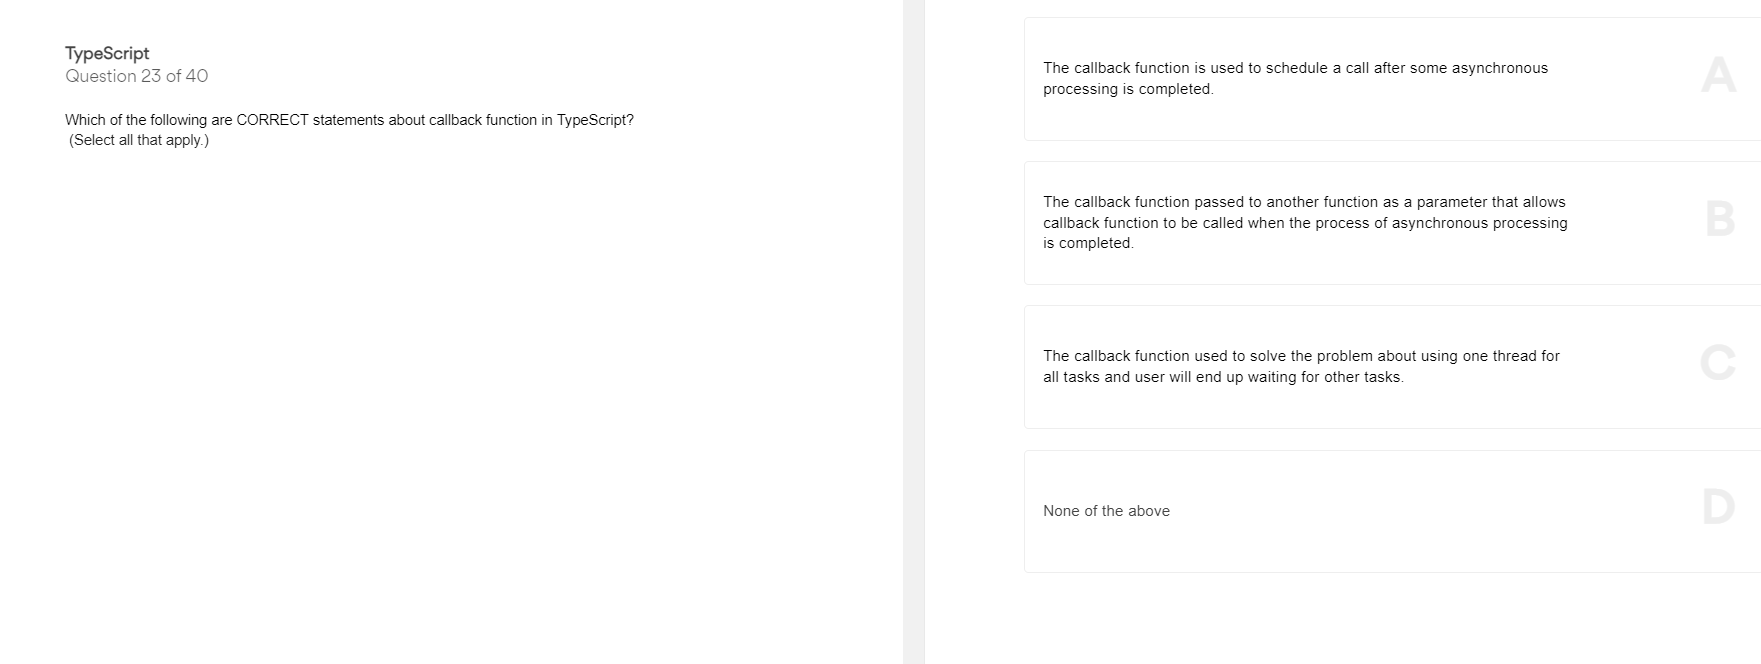 TypeScript
Question 23 of 40
Which of the following are CORRECT statements about callback function in TypeScript?
(Select all that apply.)
The callback function is used to schedule a call after some asynchronous
processing is completed.
A
The callback function passed to another function as a parameter that allows
callback function to be called when the process of asynchronous processing
is completed.
B
The callback function used to solve the problem about using one thread for
all tasks and user will end up waiting for other tasks.
C
None of the above
D